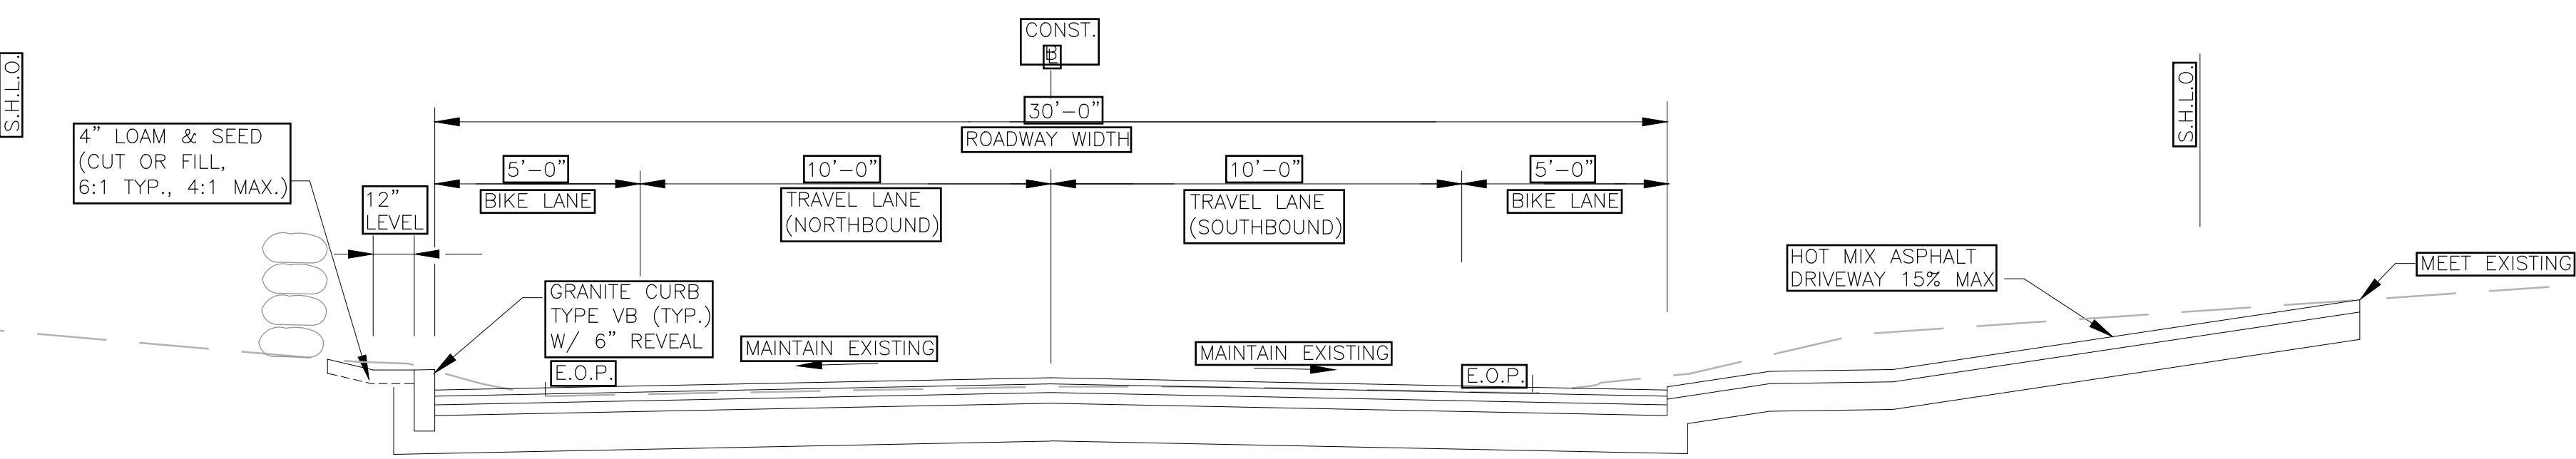 CONST.
B
S.H.L.O.
S.H.L.O.
30'-0"
ROADWAY WIDTH
4" LOAM & SEED
(CUT OR FILL,
6:1 TYP., 4:1 MAX.)
12"
LEVEL
5'-0"
BIKE LANE
10'-0"
TRAVEL LANE
(NORTHBOUND)
10'-0"
TRAVEL LANE
(SOUTHBOUND)
5'-0"
BIKE LANE
HOT MIX ASPHALT
DRIVEWAY 15% MAX
MEET EXISTING
GRANITE CURB
TYPE VB (TYP.)
W/ 6" REVEAL
MAINTAIN EXISTING
MAINTAIN EXISTING
E.O.P.
E.O.P.